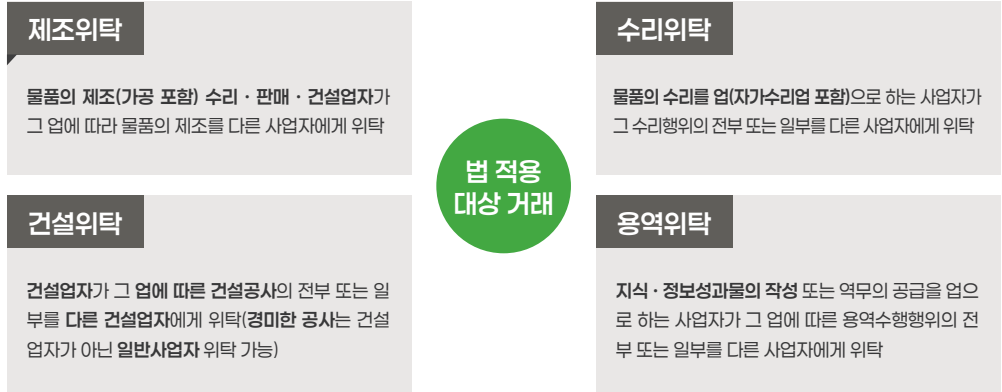 제조위탁
물품의 제조(가공 포함) 수리 · 판매 · 건설업자가
그 업에 따라 물품의 제조를 다른 사업자에게 위탁
수리위탁
물품의 수리를 업(자가수리업 포함)으로 하는 사업자가
그 수리행위의 전부 또는 일부를 다른 사업자에게 위탁
법 적용
대상 거래
건설위탁
건설업자가 그 업에 따른 건설공사의 전부 또는 일
부를 다른 건설업자에게 위탁(경미한 공사는 건설
업자가 아닌 일반사업자 위탁 가능)
용역위탁
지식 · 정보성과물의 작성 또는 역무의 공급을 업으
로 하는 사업자가 그 업에 따른 용역수행행위의 전
부 또는 일부를 다른 사업자에게 위탁